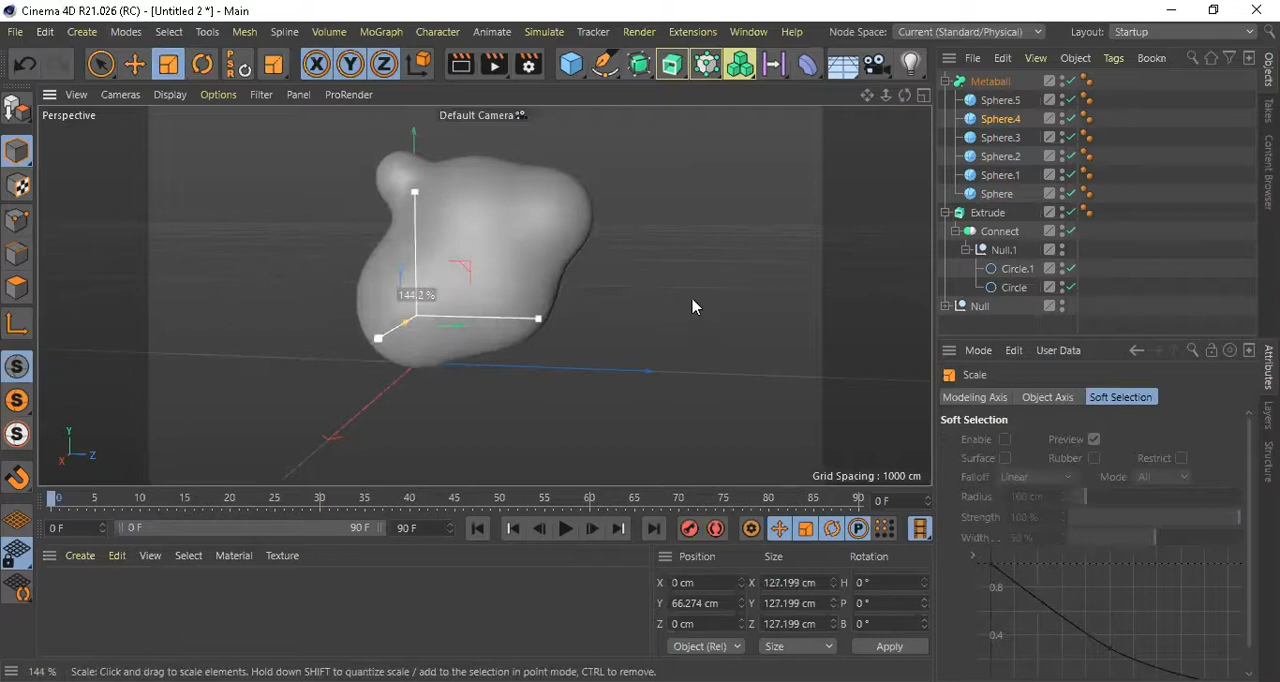 Cinema 4D R21.026 (RC) - [Untitled 2 *] - Main
File Edit Create Modes Select Tools Mesh Spline Volume MoGraph Character Animate Simulate Tracker Render Extensions Window Help Node Space: Current (Standard/Physical) Layout: Startup
P S R X Y Z
View Cameras Display Options Filter Panel ProRender
File Edit View Object Tags Bookn
Perspective Default Camera
Metaball
Sphere.5
Sphere.4
Sphere.3
Sphere.2
Sphere.1
Sphere
Extrude
Connect
Null.1
Circle.1
Circle
Null
Objects
Takes
Content Browser
144.2 %
Y
X Z
Grid Spacing : 1000 cm
S
S
S
Mode Edit User Data
Scale
Modeling Axis Object Axis Soft Selection
Soft Selection
Enable Preview
Surface Rubber Restrict
Falloff Linear Mode All
Radius 100 cm
Strength 100 %
Width 50 %
0.8
0.4
Attributes
Layers
Structure
0 5 10 15 20 25 30 35 40 45 50 55 60 65 70 75 80 85 90 0 F
0 F 0 F 90 F 90 F P
Create Edit View Select Material Texture
Position Size Rotation
X 0 cm X 127.199 cm H 0 °
Y 66.274 cm Y 127.199 cm P 0 °
Z 0 cm Z 127.199 cm B 0 °
Object (Rel) Size Apply
144 % Scale: Click and drag to scale elements. Hold down SHIFT to quantize scale / add to the selection in point mode, CTRL to remove.